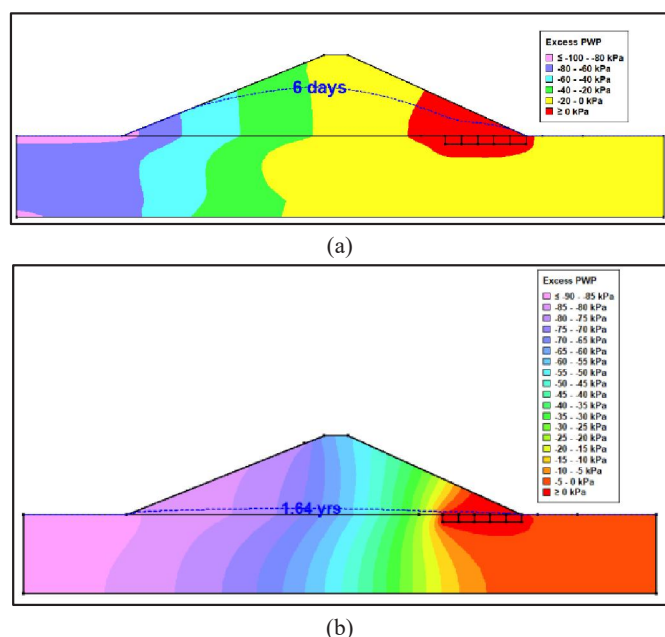 Excess PWP
≤ -100 - -80 kPa
-80 - -60 kPa
-60 - -40 kPa
-40 - -20 kPa
-20 - 0 kPa
≥ 0 kPa
6 days
(a)
Excess PWP
≤ -90 - -85 kPa
-85 - -80 kPa
-80 - -75 kPa
-75 - -70 kPa
-70 - -65 kPa
-65 - -60 kPa
-60 - -55 kPa
-55 - -50 kPa
-50 - -45 kPa
-45 - -40 kPa
-40 - -35 kPa
-35 - -30 kPa
-30 - -25 kPa
-25 - -20 kPa
-20 - -15 kPa
-15 - -10 kPa
-10 - -5 kPa
-5 - 0 kPa
≥ 0 kPa
1.64 yrs
(b)